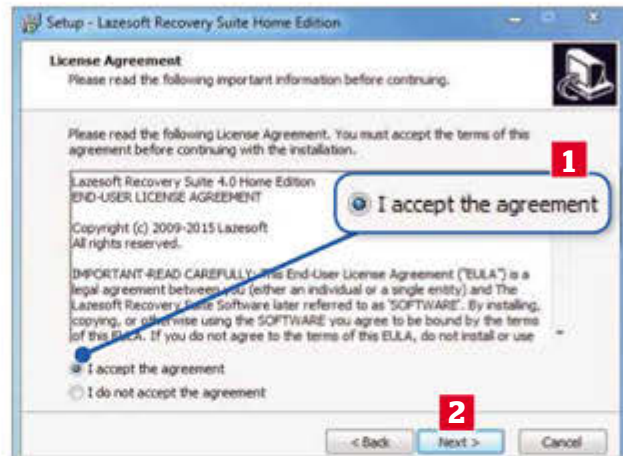 Setup - Lazesoft Recovery Suite Home Edition
License Agreement
Please read the following important information before continuing.
Please read the following License Agreement. You must accept the terms of this
agreement before continuing with the installation.
1
Lazesoft Recovery Suite 4.0 Home Edition
END-USER LICENSE AGREEMENT
I accept the agreement
Copyright (c) 2009-2015 Lazesoft
All rights reserved.
IMPORTANT-READ CAREFULLY: This End-User License Agreement ("EULA") is a
legal agreement between you (either an individual or a single entity) and The
Lazesoft Recovery Suite Software later referred to as 'SOFTWARE'. By installing,
copying, or otherwise using the SOFTWARE you agree to be bound by the terms
of this EULA. If you do not agree to the terms of this EULA, do not install or use
I accept the agreement
I do not accept the agreement
2
< Back
Next >
Cancel